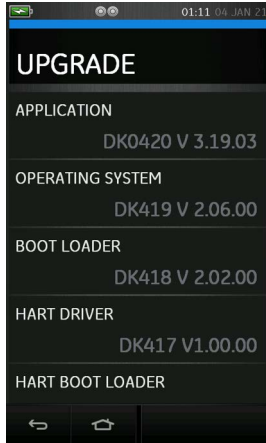 01:11 04 JAN 21
UPGRADE
APPLICATION
DK0420 V 3.19.03
OPERATING SYSTEM
DK419 V 2.06.00
BOOT LOADER
DK418 V 2.02.00
HART DRIVER
DK417 V1.00.00
HART BOOT LOADER